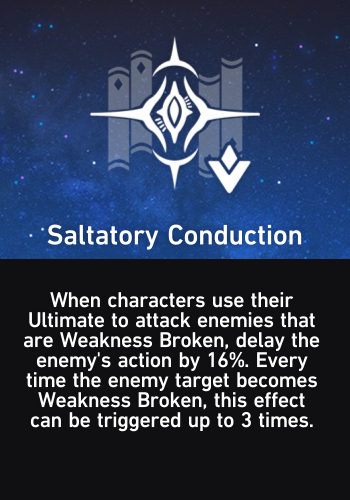 Saltatory Conduction
When characters use their
Ultimate to attack enemies that
are Weakness Broken, delay the
enemy's action by 16%. Every
time the enemy target becomes
Weakness Broken, this effect
can be triggered up to 3 times.